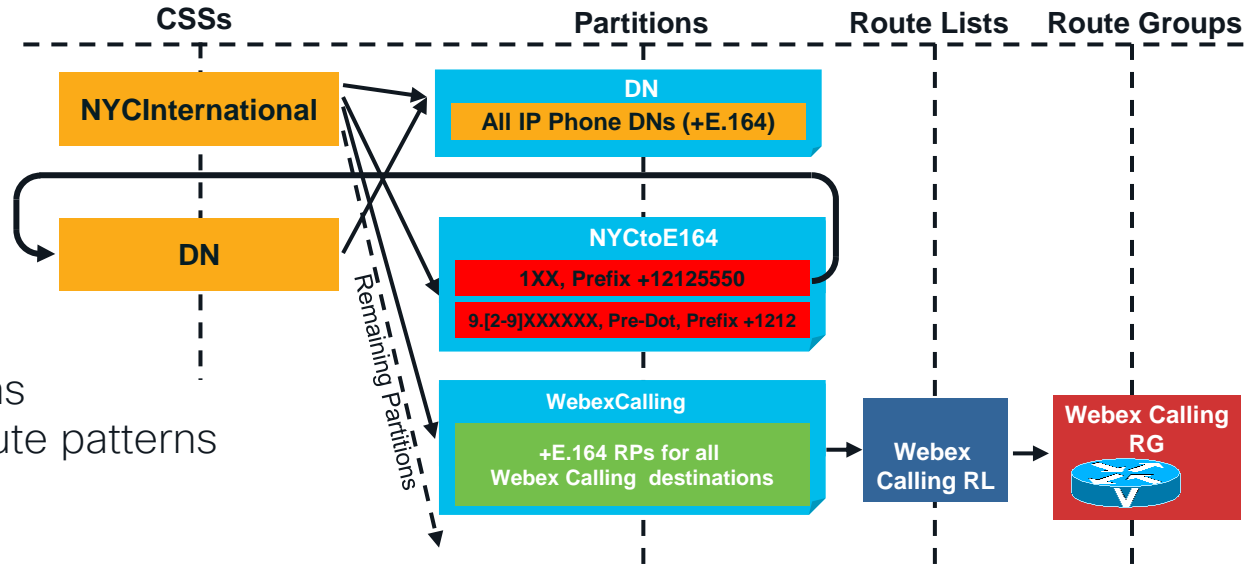 CSSs
Partitions
Route Lists
Route Groups
NYCInternational
DN
All IP Phone DNs (+E.164)
DN
NYCtoE164
1XX, Prefix +12125550
9.[2-9]XXXXXX, Pre-Dot, Prefix +1212
Remaining Partitions
ns
ute patterns
WebexCalling
+E.164 RPs for all
Webex Calling destinations
Webex
Calling RL
Webex Calling
RG
V